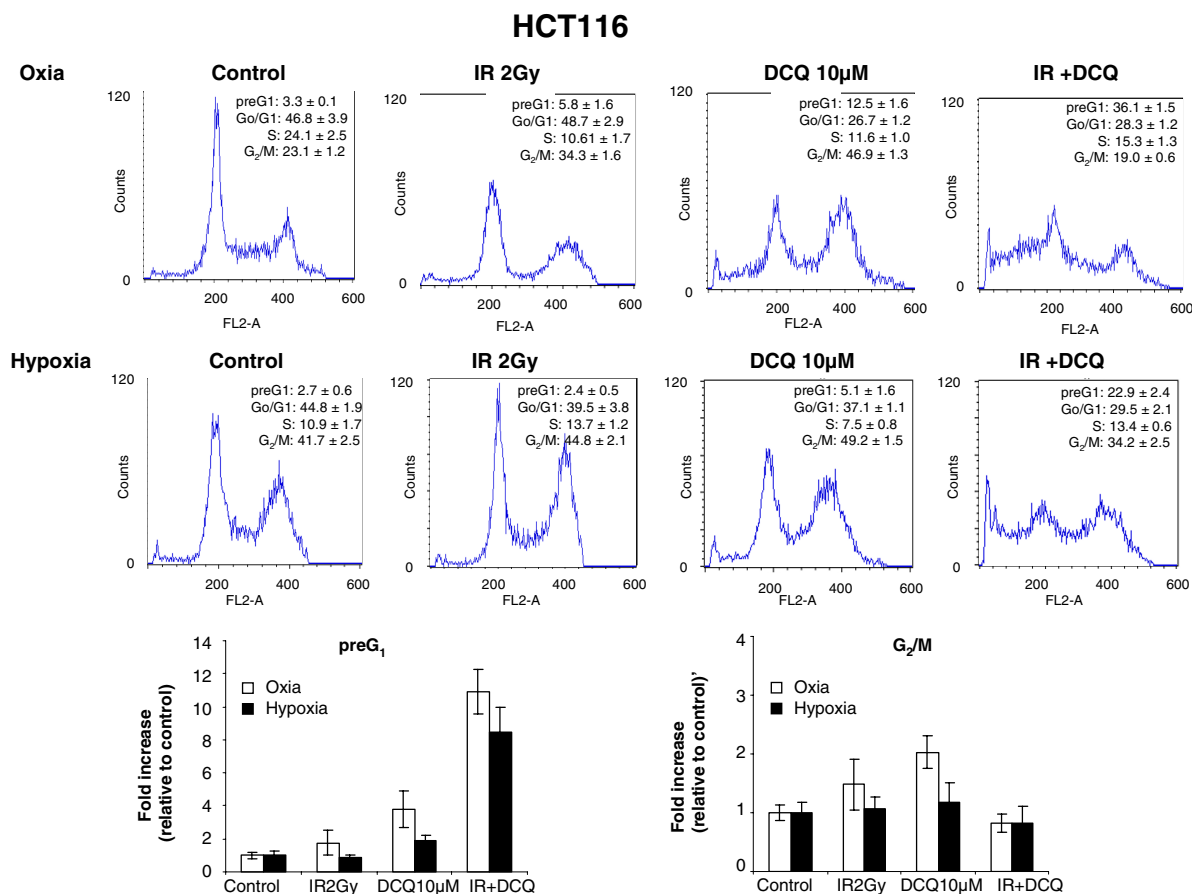 HCT116
Oxia
Control
IR 2Gy
DCQ 10µM
IR +DCQ
120
preG1: 3.3 ± 0.1
Go/G1: 46.8 ± 3.9
S: 24.1 ± 2.5
G2/M: 23.1 ± 1.2
Counts
0
0 200 400 600
FL2-A
120
preG1: 5.8 ± 1.6
Go/G1: 48.7 ± 2.9
S: 10.61 ± 1.7
G2/M: 34.3 ± 1.6
Counts
0
200 400 600
FL2-A
120
preG1: 12.5 ± 1.6
Go/G1: 26.7 ± 1.2
S: 11.6 ± 1.0
G2/M: 46.9 ± 1.3
Counts
0
0 200 400 600
FL2-A
120
preG1: 36.1 ± 1.5
Go/G1: 28.3 ± 1.2
S: 15.3 ± 1.3
G2/M: 19.0 ± 0.6
Counts
0
200 400 600
FL2-A
Hypoxia
Control
IR 2Gy
DCQ 10µM
IR +DCQ
120
preG1: 2.7 ± 0.6
Go/G1: 44.8 ± 1.9
S: 10.9 ± 1.7
G2/M: 41.7 ± 2.5
Counts
0
0 200 400 600
FL2-A
120
preG1: 2.4 ± 0.5
Go/G1: 39.5 ± 3.8
S: 13.7 ± 1.2
G2/M: 44.8 ± 2.1
Counts
0
200 400 600
FL2-A
120
preG1: 5.1 ± 1.6
Go/G1: 37.1 ± 1.1
S: 7.5 ± 0.8
G2/M: 49.2 ± 1.5
Counts
0
0 200 400 600
FL2-A
120
preG1: 22.9 ± 2.4
Go/G1: 29.5 ± 2.1
S: 13.4 ± 0.6
G2/M: 34.2 ± 2.5
Counts
0
200 400 600
FL2-A
preG1
Fold increase
(relative to control)
14
12
10
8
6
4
2
0
Oxia
Hypoxia
Control IR2Gy DCQ10µM IR+DCQ
G2/M
Fold increase
(relative to control)’
4
3
2
1
0
Oxia
Hypoxia
Control IR2Gy DCQ10µM IR+DCQ